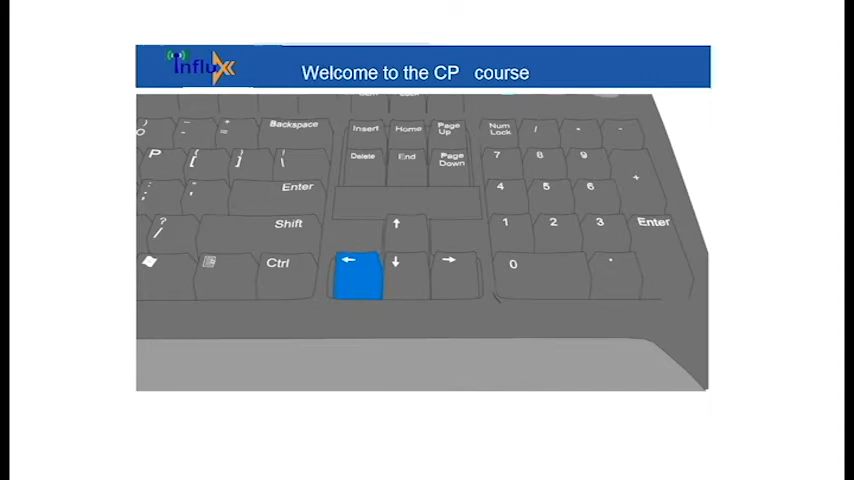 Influx
Welcome to the CP course
) _ + Backspace Insert Home Page Up Num Lock / * -
O - =
P { } | Delete End Page Down 7 8 9 +
[ ] \
: " Enter 4 5 6
; '
? Shift ↑ 1 2 3 Enter
/
Ctrl ← ↓ → 0 .